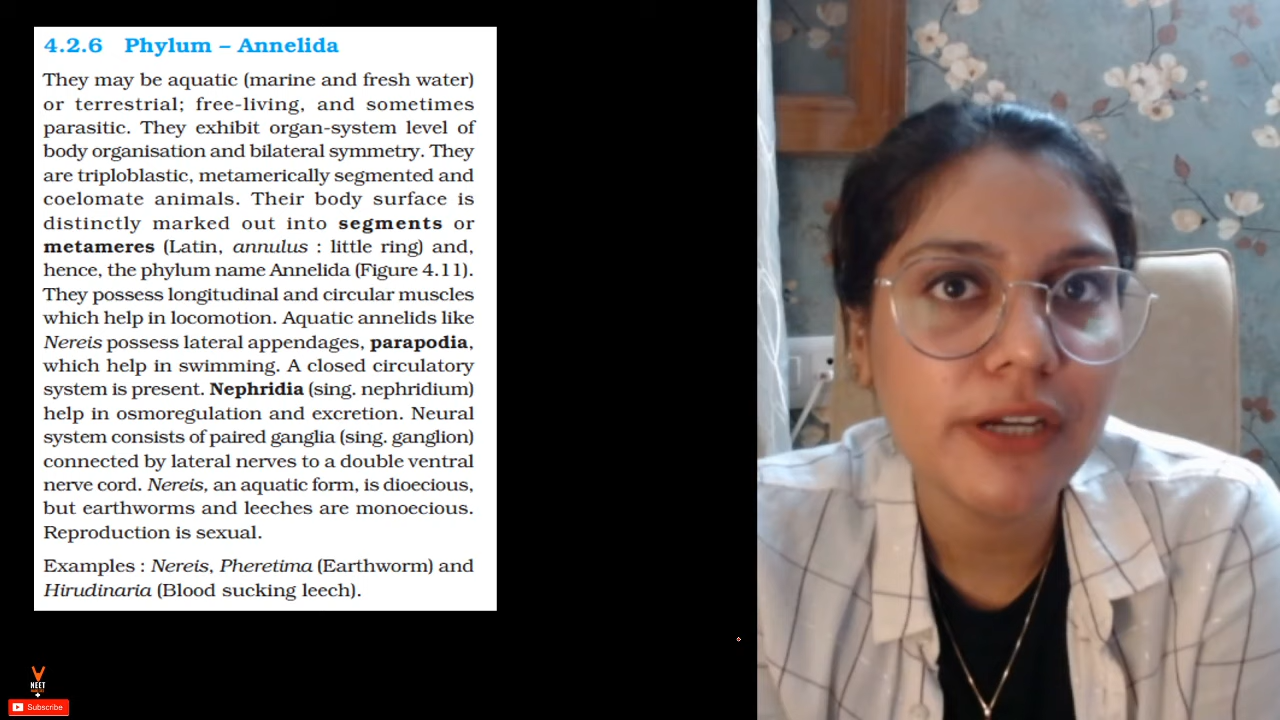 4.2.6 Phylum – Annelida
They may be aquatic (marine and fresh water)
or terrestrial; free-living, and sometimes
parasitic. They exhibit organ-system level of
body organisation and bilateral symmetry. They
are triploblastic, metamerically segmented and
coelomate animals. Their body surface is
distinctly marked out into segments or
metameres (Latin, annulus : little ring) and,
hence, the phylum name Annelida (Figure 4.11).
They possess longitudinal and circular muscles
which help in locomotion. Aquatic annelids like
Nereis possess lateral appendages, parapodia,
which help in swimming. A closed circulatory
system is present. Nephridia (sing. nephridium)
help in osmoregulation and excretion. Neural
system consists of paired ganglia (sing. ganglion)
connected by lateral nerves to a double ventral
nerve cord. Nereis, an aquatic form, is dioecious,
but earthworms and leeches are monoecious.
Reproduction is sexual.
Examples : Nereis, Pheretima (Earthworm) and
Hirudinaria (Blood sucking leech).
NEET
Subscribe